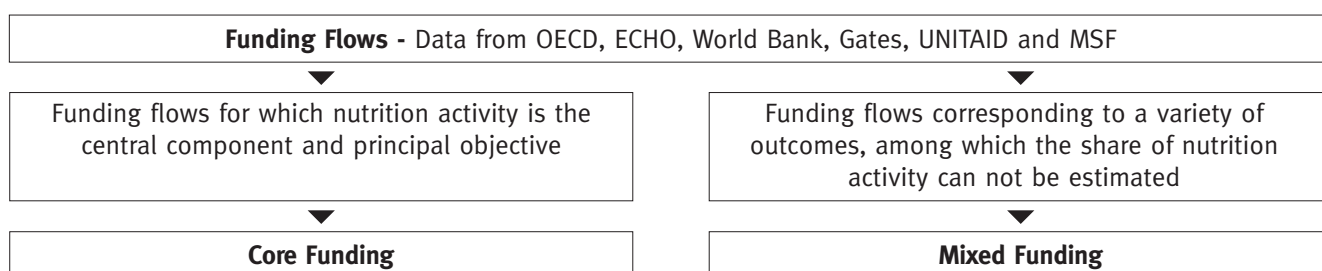 Funding Flows - Data from OECD, ECHO, World Bank, Gates, UNITAID and MSF
Funding flows for which nutrition activity is the
central component and principal objective
Funding flows corresponding to a variety of
outcomes, among which the share of nutrition
activity can not be estimated
Core Funding
Mixed Funding